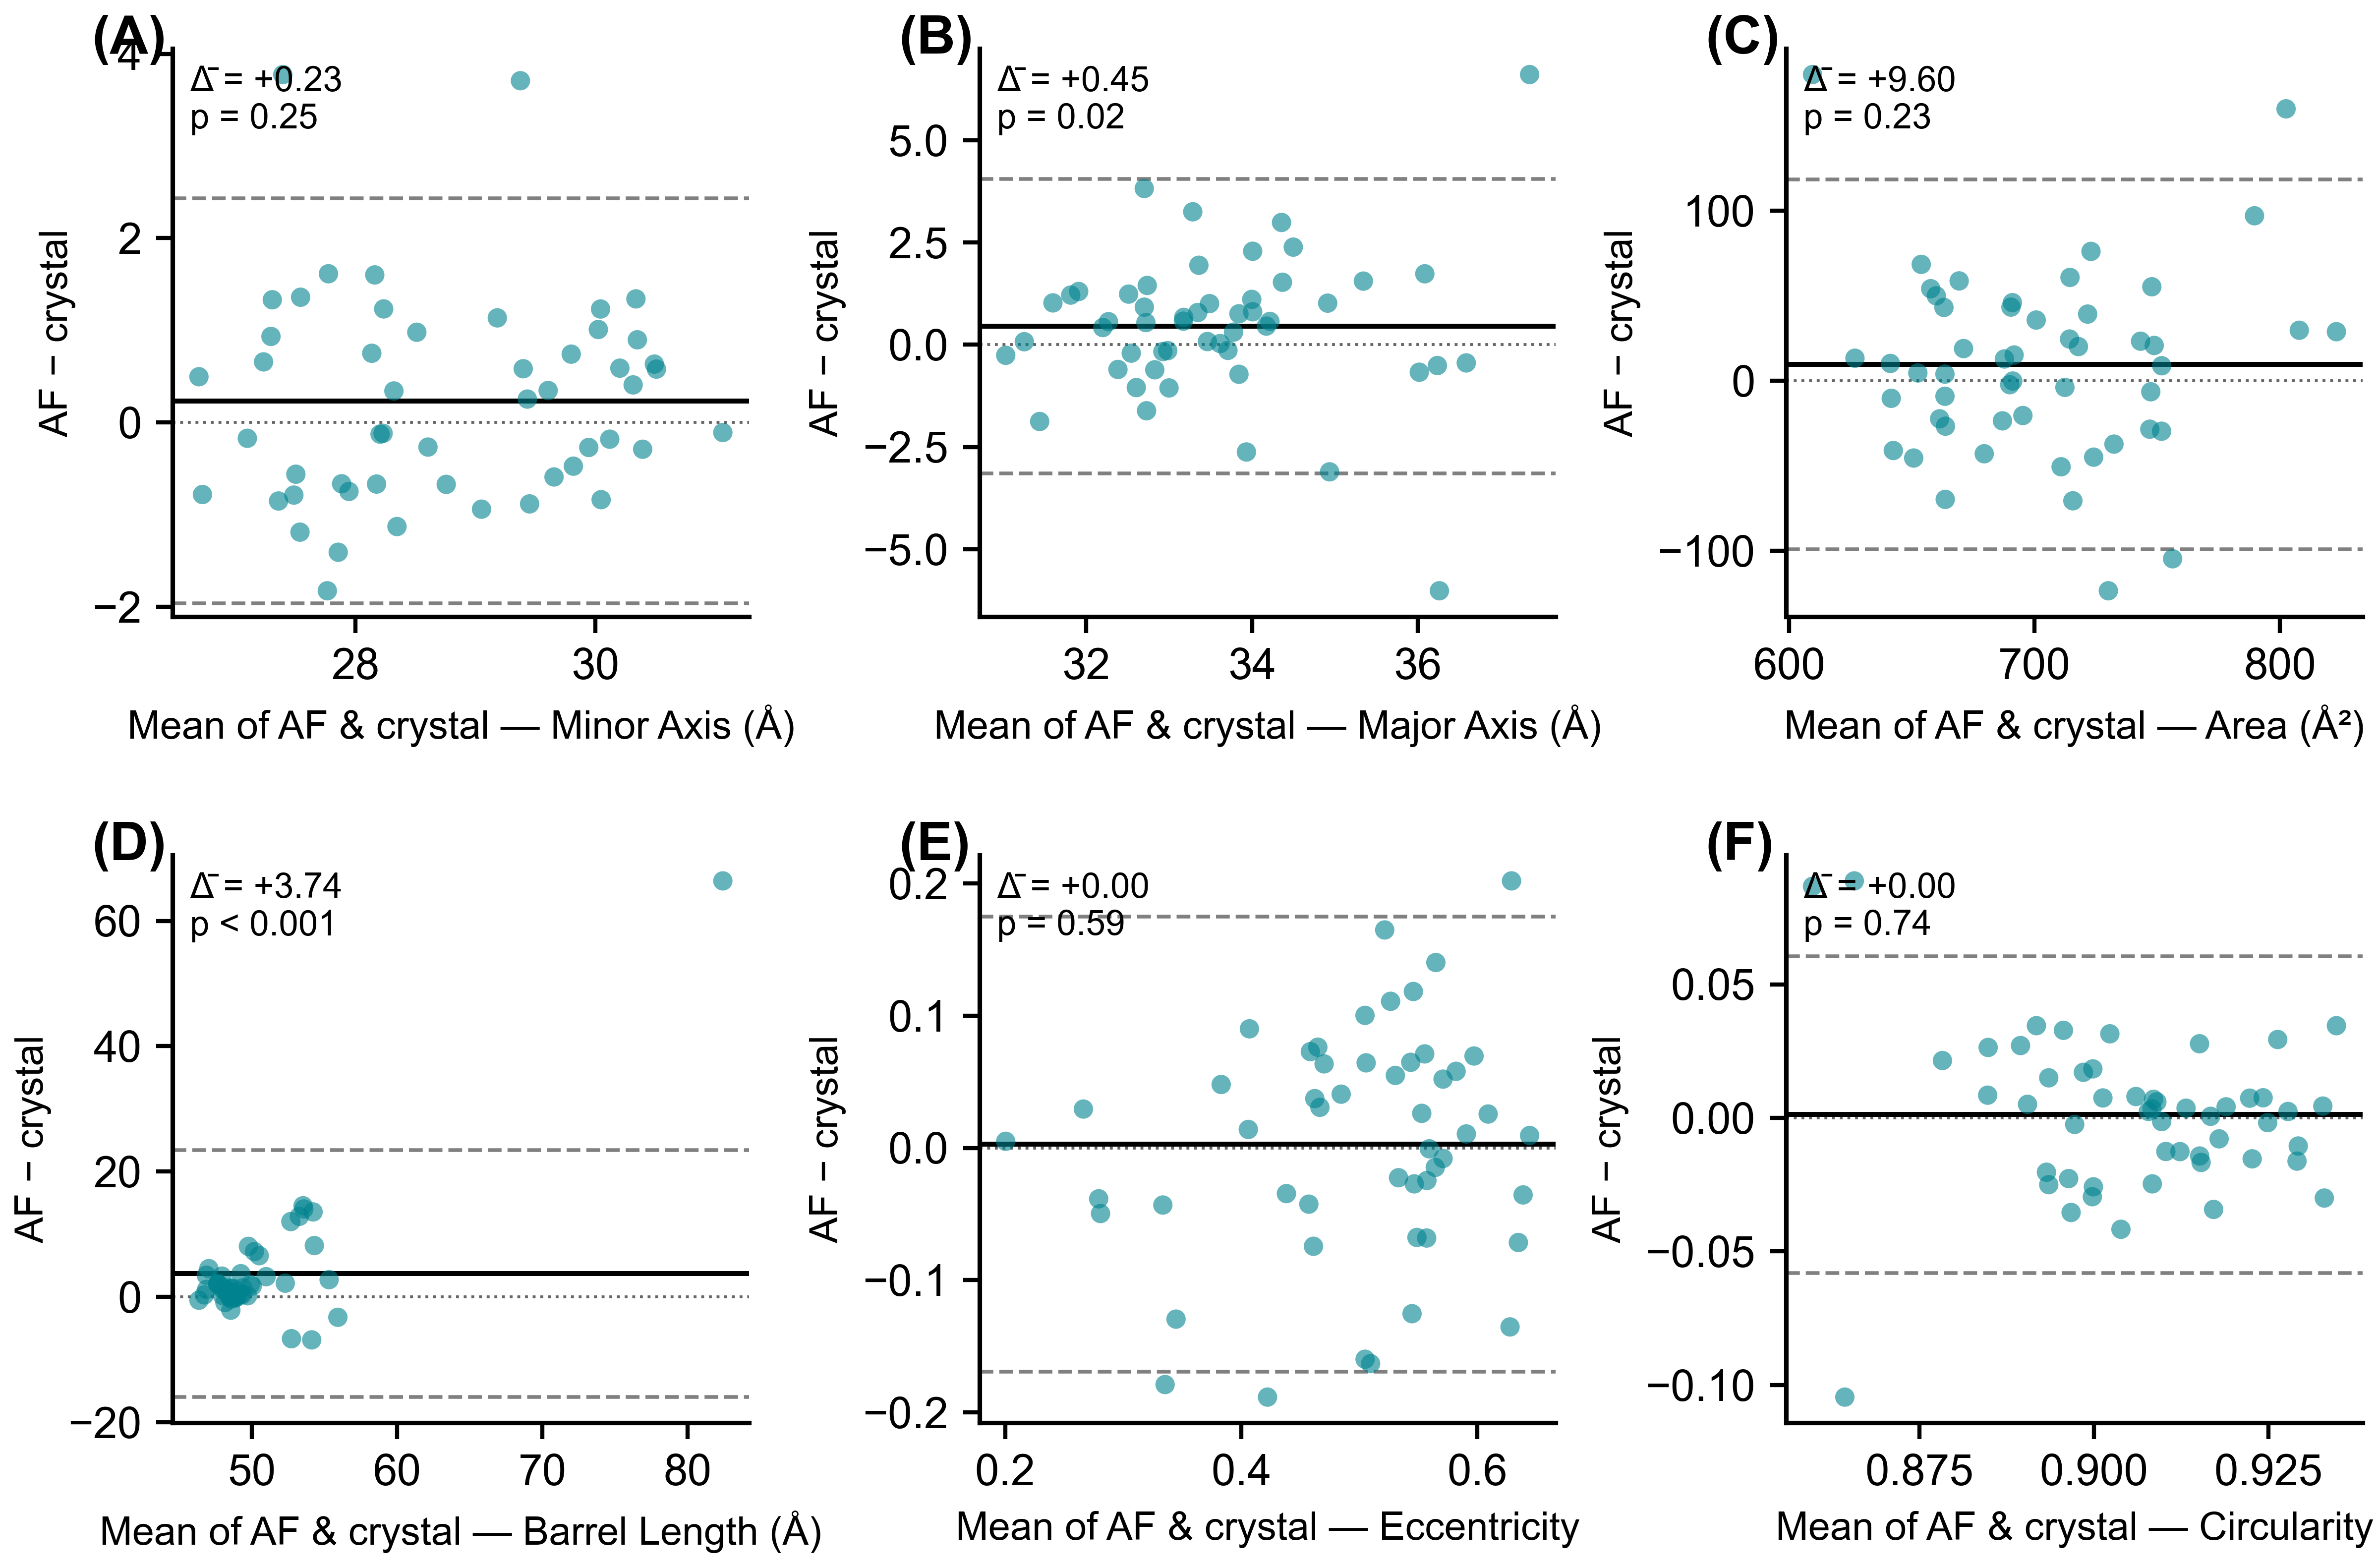 (A)
Δ̄ = +0.23
p = 0.25
4
2
0
−2
AF − crystal
28 30
Mean of AF & crystal — Minor Axis (Å)
(B)
Δ̄ = +0.45
p = 0.02
5.0
2.5
0.0
−2.5
−5.0
AF − crystal
32 34 36
Mean of AF & crystal — Major Axis (Å)
(C)
Δ̄ = +9.60
p = 0.23
100
0
−100
AF − crystal
600 700 800
Mean of AF & crystal — Area (Å²)
(D)
Δ̄ = +3.74
p < 0.001
60
40
20
0
−20
AF − crystal
50 60 70 80
Mean of AF & crystal — Barrel Length (Å)
(E)
Δ̄ = +0.00
p = 0.59
0.2
0.1
0.0
−0.1
−0.2
AF − crystal
0.2 0.4 0.6
Mean of AF & crystal — Eccentricity
(F)
Δ̄ = +0.00
p = 0.74
0.05
0.00
−0.05
−0.10
AF − crystal
0.875 0.900 0.925
Mean of AF & crystal — Circularity